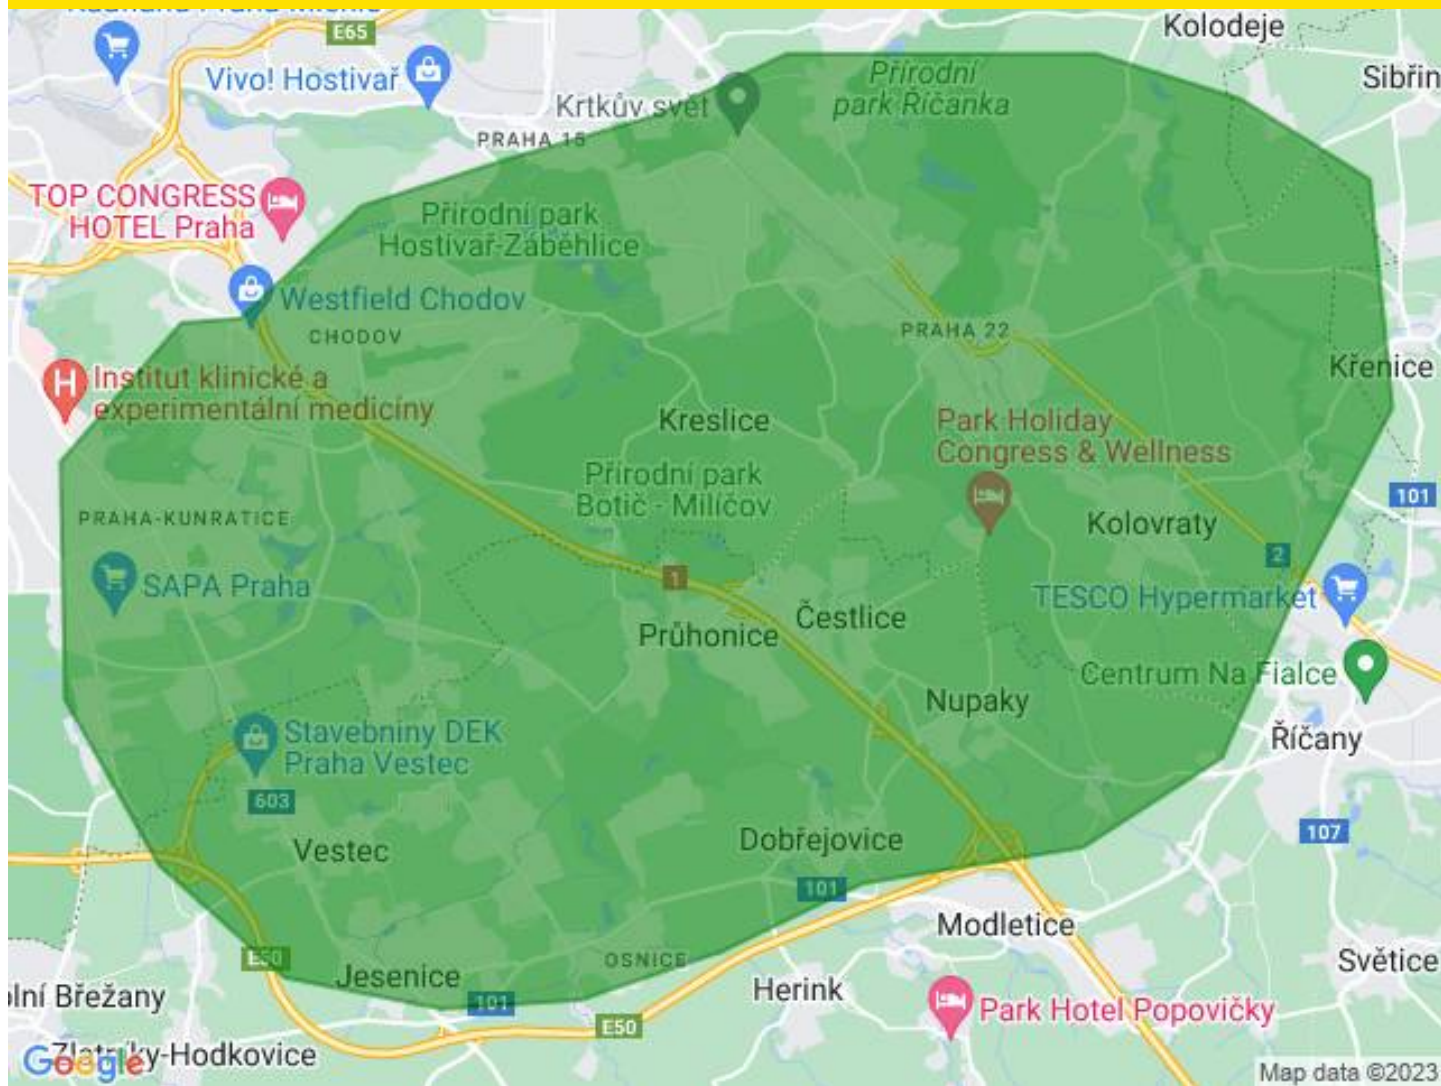 Kolodeje
E65
Vivo! Hostivař
Sibřin
Přírodní
park Říčanka
Krtkův svět
PRAHA 15
TOP CONGRESS
HOTEL Praha
Přírodní park
Hostivař-Záběhlice
Westfield Chodov
CHODOV
PRAHA 22
Křenice
Institut klinické a
experimentální medicíny
Kreslice
Park Holiday
Congress & Wellness
Přírodní park
Botič - Milíčov
101
PRAHA-KUNRATICE
Kolovraty
2
1
SAPA Praha
TESCO Hypermarket
Čestlice
Průhonice
Centrum Na Fialce
Nupaky
Stavebniny DEK
Praha Vestec
Říčany
603
107
Dobřejovice
Vestec
101
Modletice
E50
OSNICE
Světice
Jesenice
Herink
olní Břežany
101
Park Hotel Popovičky
E50
Google
y-Hodkovice
Map data ©2023